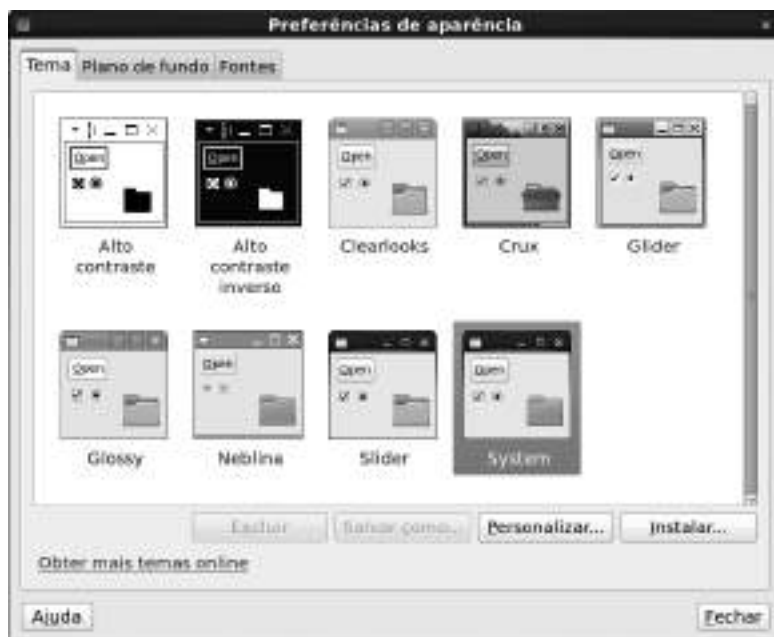 Preferências de aparência
Tema Plano de fundo Fontes
Open Open Open Open Open
Alto contraste
Alto contraste inverso
Clearlooks
Crux
Glider
Open Open Open Open
Glossy
Neblina
Slider
System
Excluir Salvar como... Personalizar... Instalar...
Obter mais temas online
Ajuda Fechar